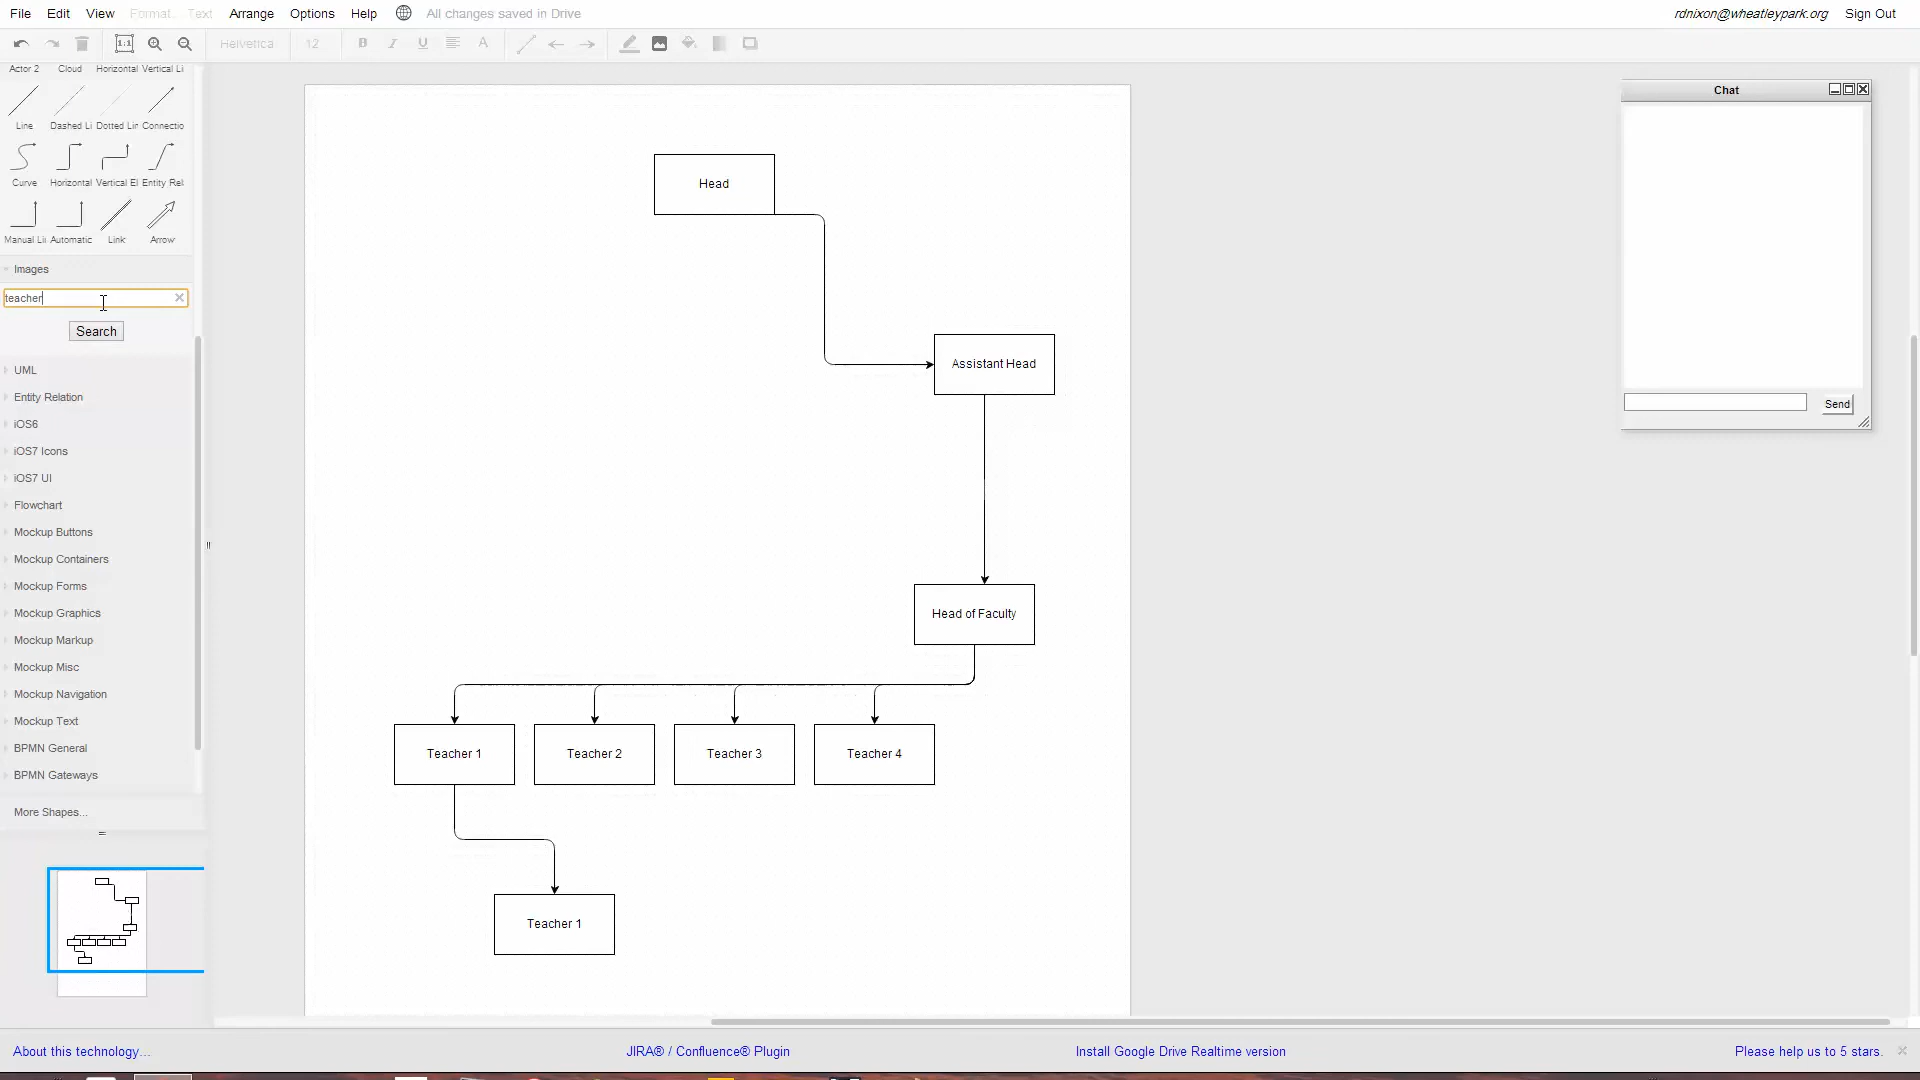 File Edit View Format Text Arrange Options Help All changes saved in Drive rdnixon@wheatleypark.org Sign Out
1:1 Helvetica 12 B I U A
Actor 2 Cloud Horizontal Vertical Li
Line Dashed Li Dotted Lin Connectio
Curve Horizontal Vertical El Entity Rel
Manual Li Automatic Link Arrow
Images
teacher
Search
UML
Entity Relation
iOS6
iOS7 Icons
iOS7 UI
Flowchart
Mockup Buttons
Mockup Containers
Mockup Forms
Mockup Graphics
Mockup Markup
Mockup Misc
Mockup Navigation
Mockup Text
BPMN General
BPMN Gateways
More Shapes...
Head
Assistant Head
Head of Faculty
Teacher 1 Teacher 2 Teacher 3 Teacher 4
Teacher 1
Chat
Send
About this technology... JIRA® / Confluence® Plugin Install Google Drive Realtime version Please help us to 5 stars.